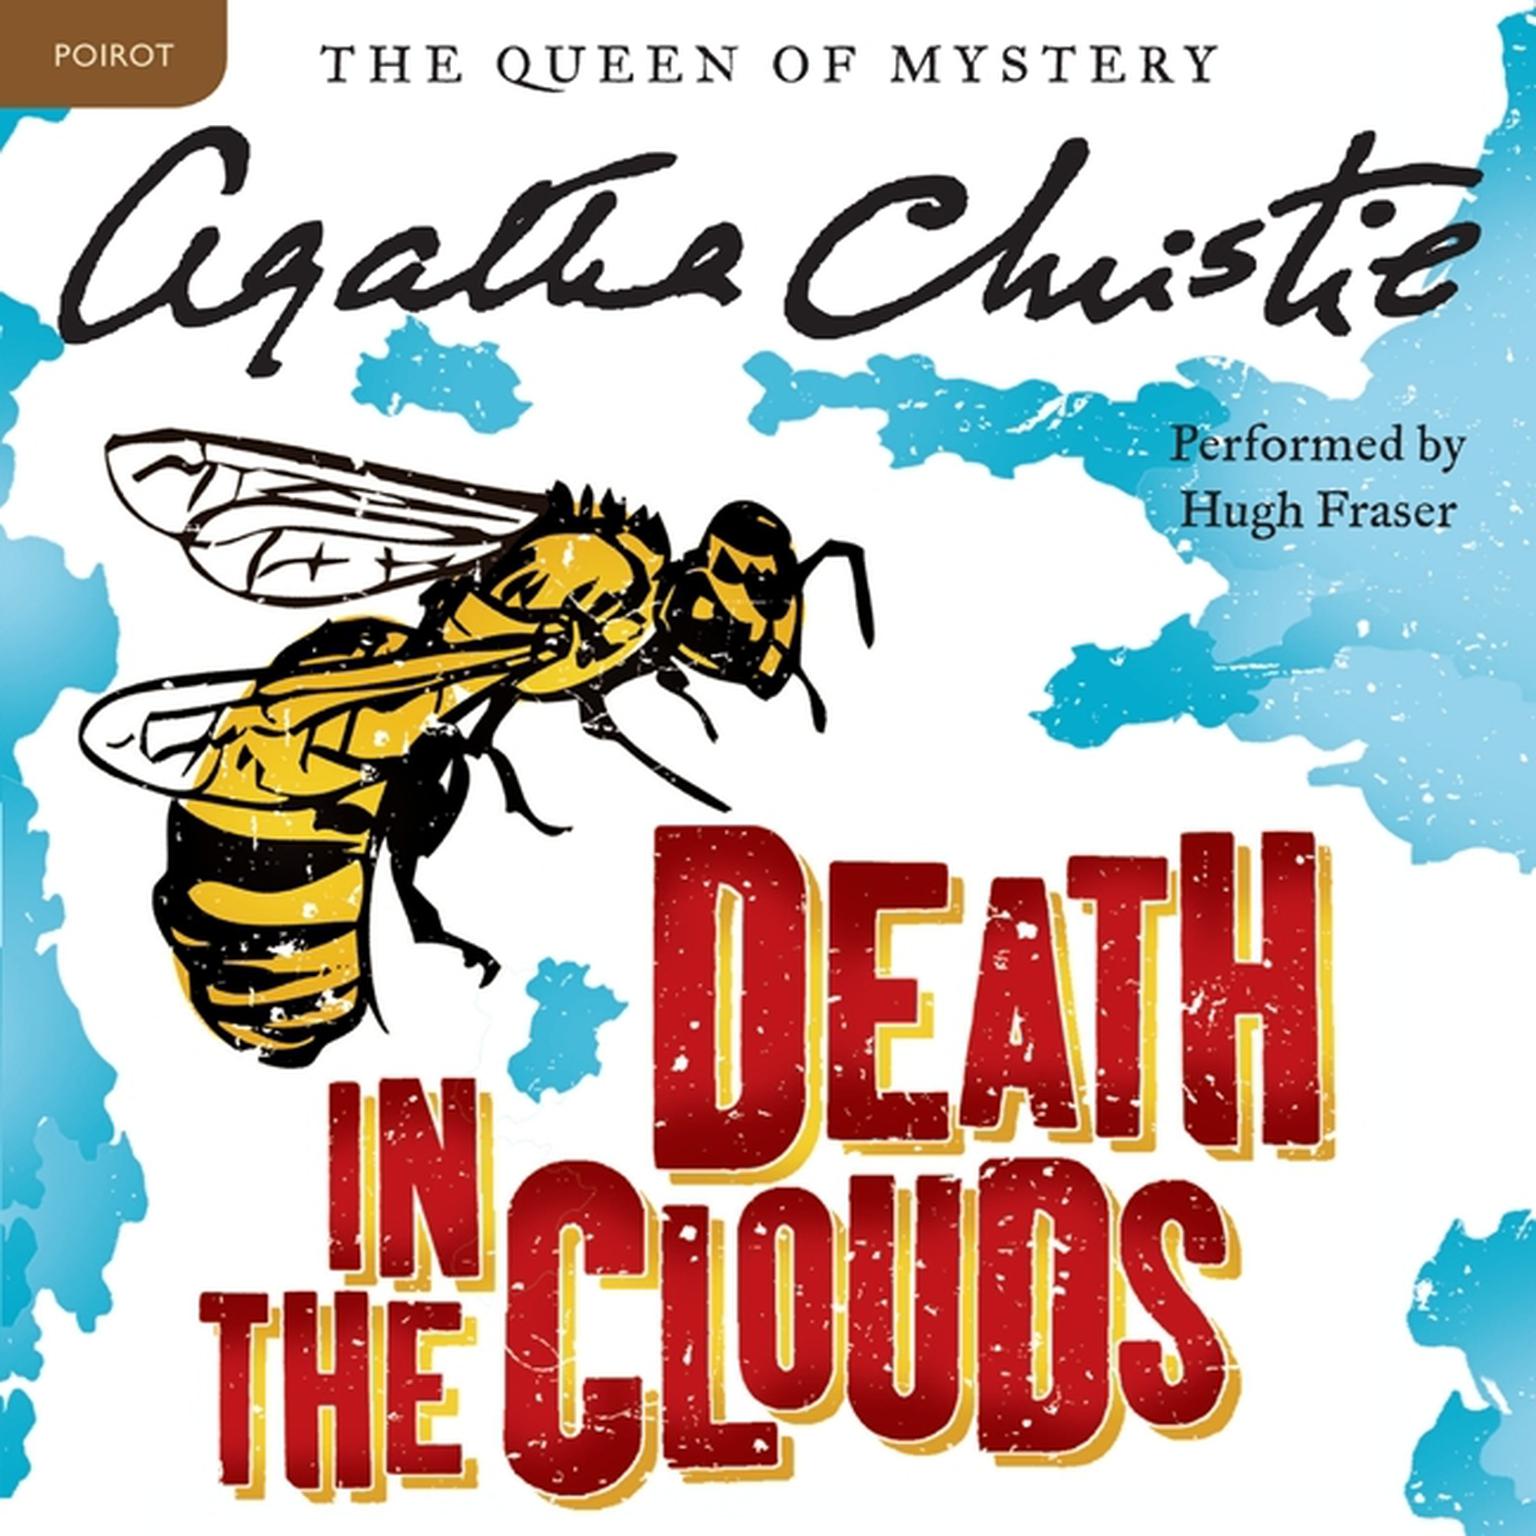 POIROT
THE QUEEN OF MYSTERY
Agatha Christie
Performed by
Hugh Fraser
DEATH
IN
THE CLOUDS